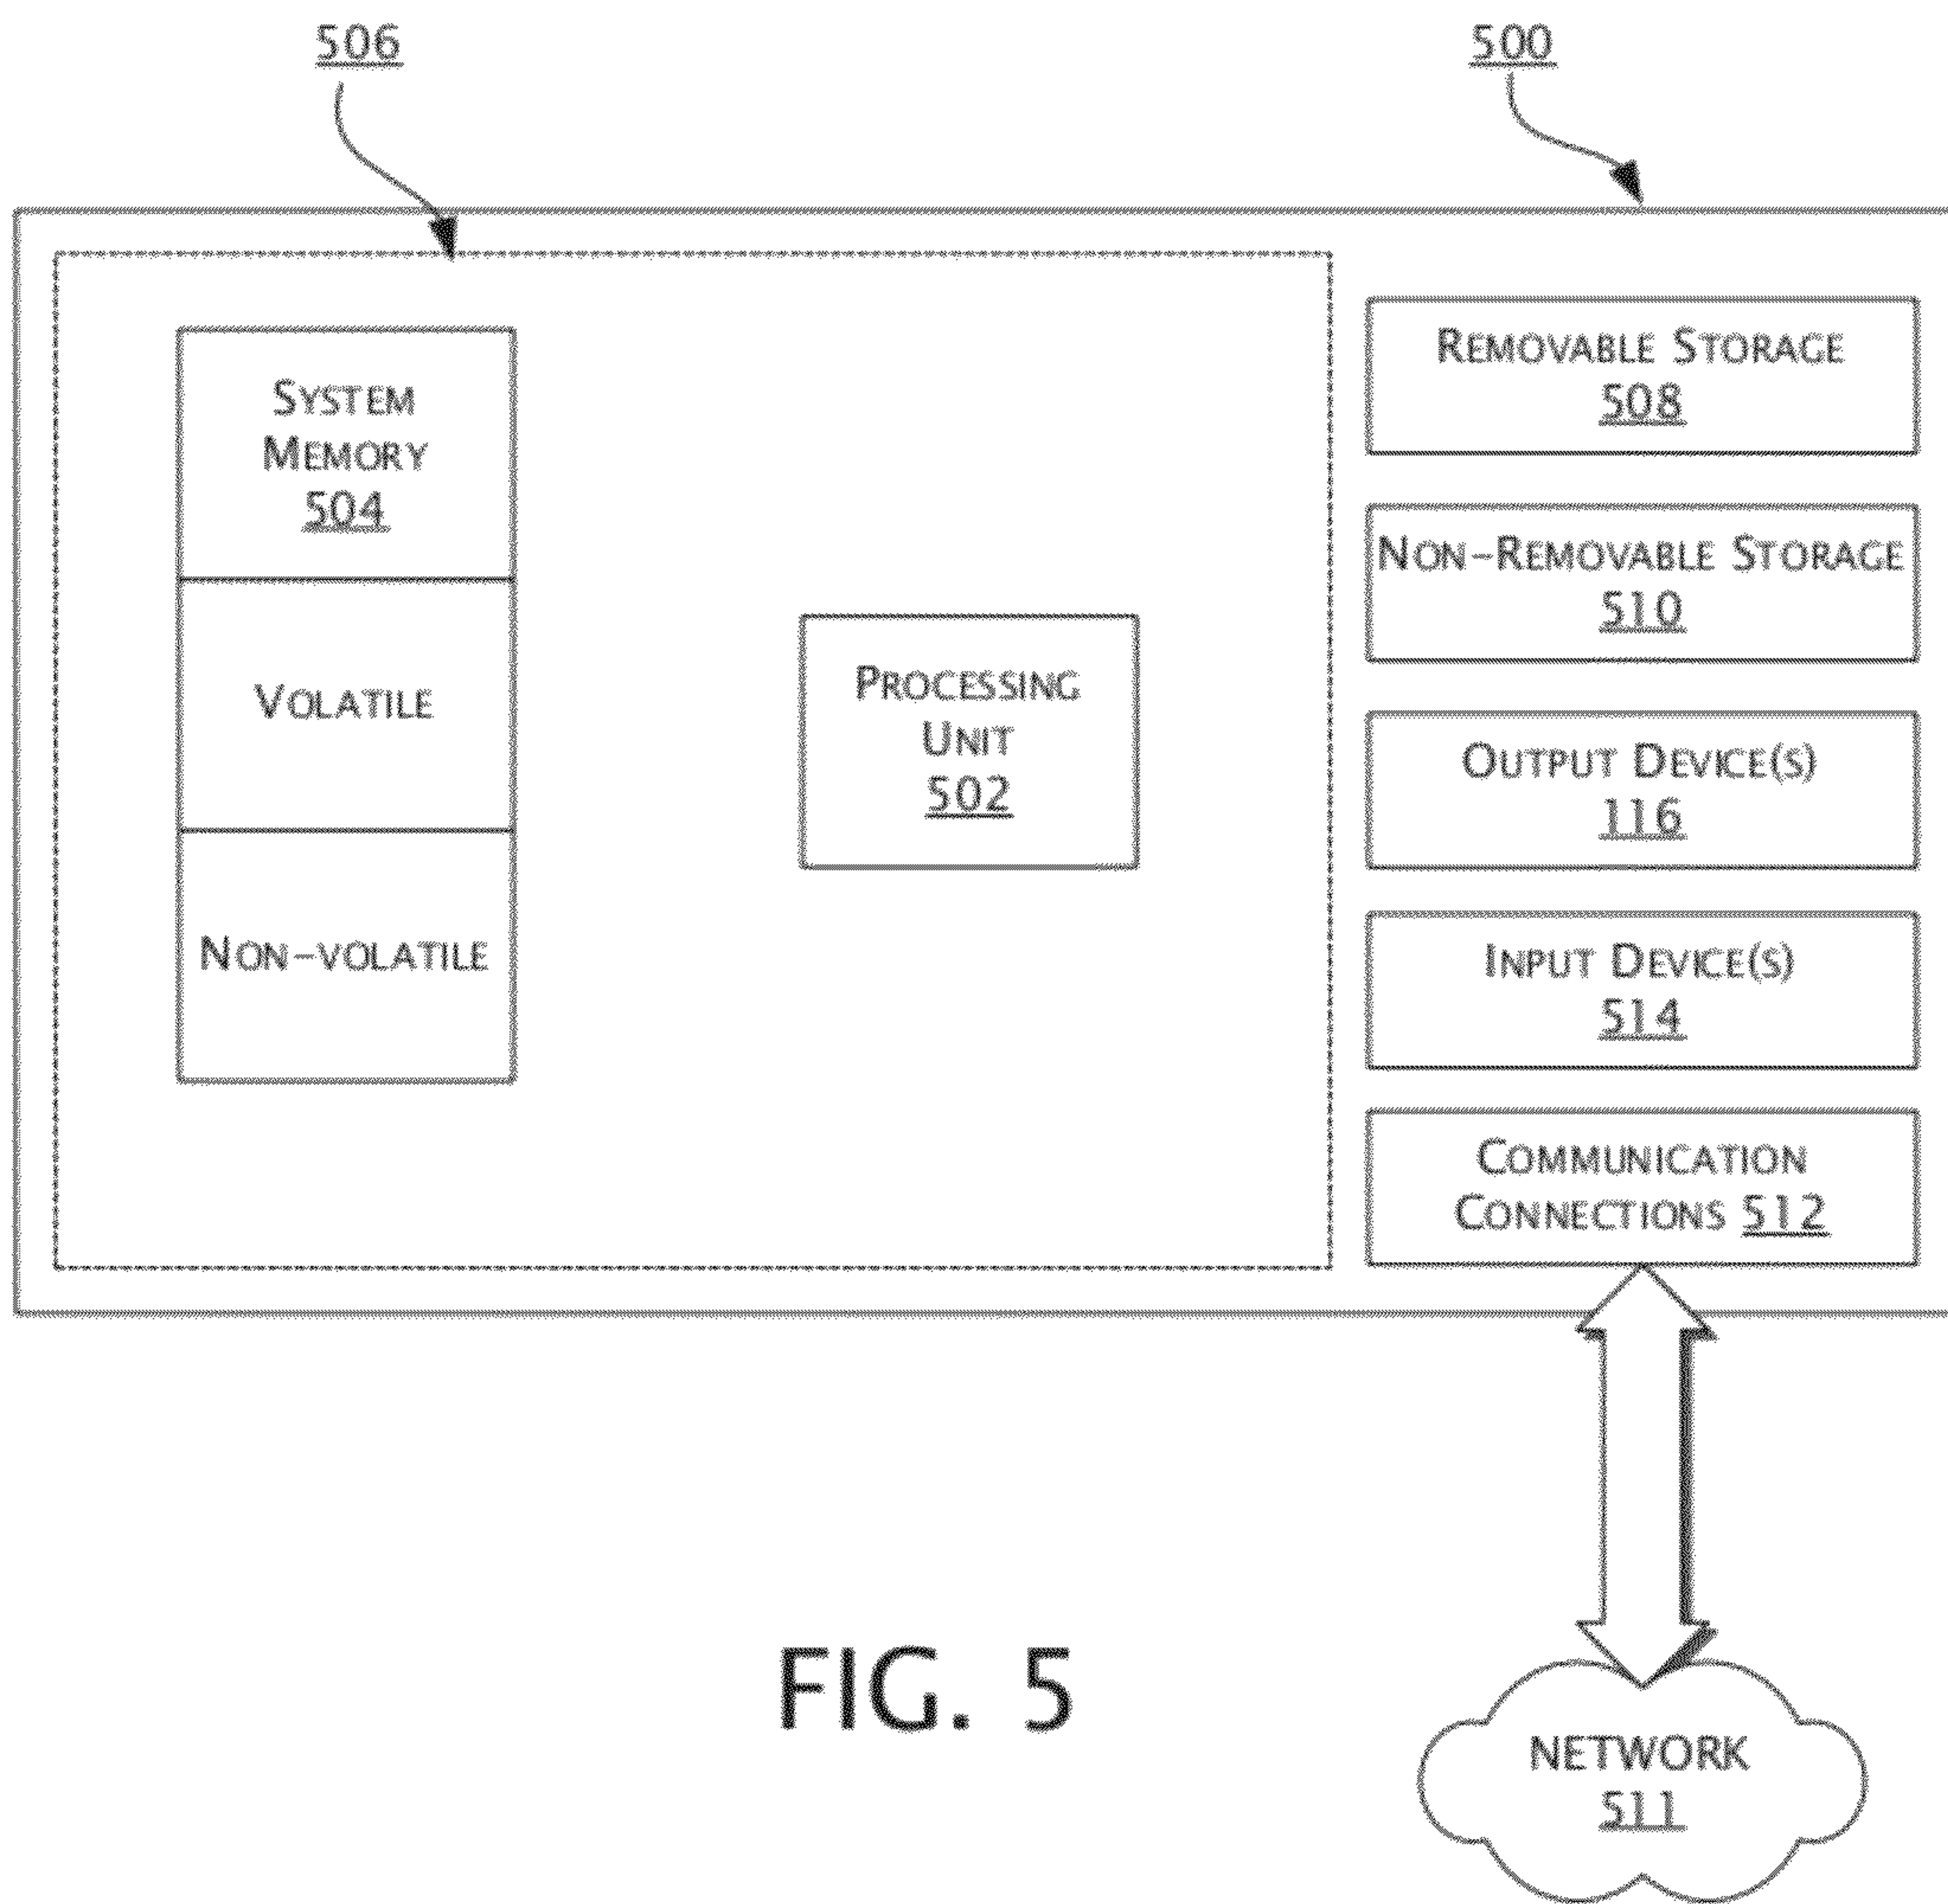 506
500
SYSTEM
MEMORY
504
VOLATILE
NON-VOLATILE
PROCESSING
UNIT
502
REMOVABLE STORAGE
508
NON-REMOVABLE STORAGE
510
OUTPUT DEVICE(S)
116
INPUT DEVICE(S)
514
COMMUNICATION
CONNECTIONS 512
FIG. 5
NETWORK
511